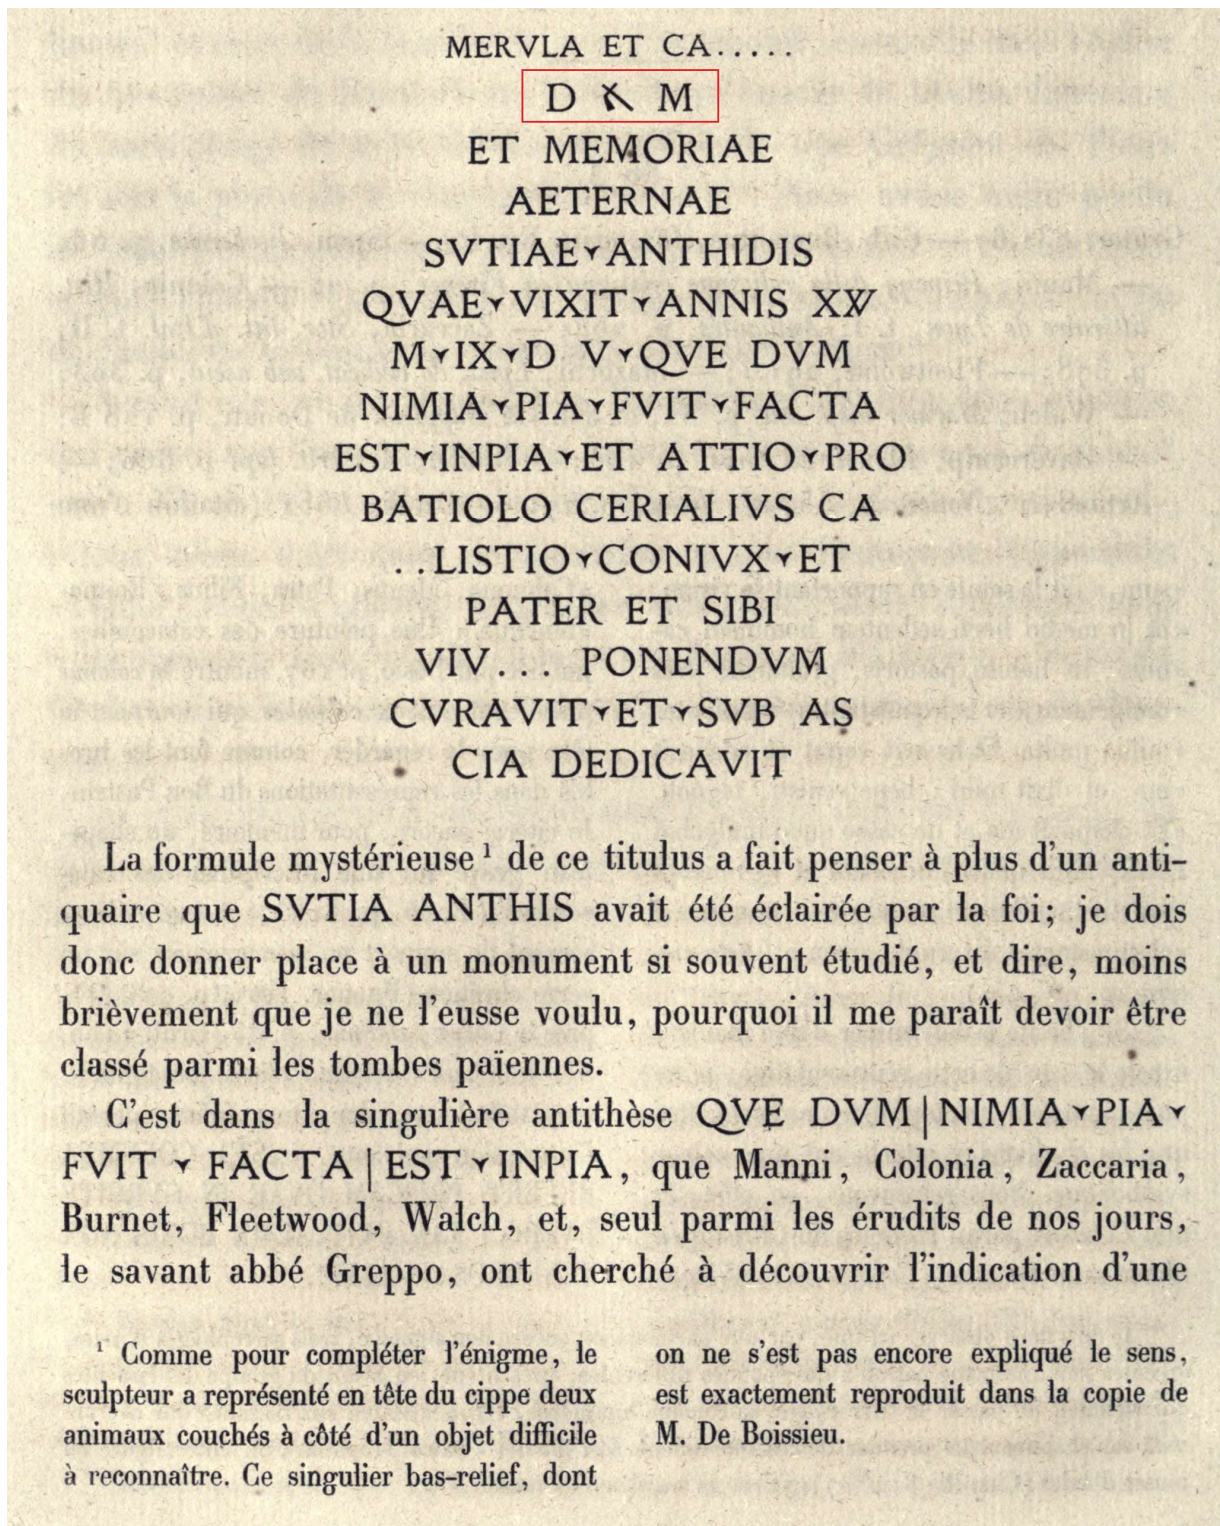 MERVLA ET CA.....
D M
ET MEMORIAE
AETERNAE
SVTIAE▾ANTHIDIS
QVAE▾VIXIT▾ANNIS XXV
M▾IX▾D V▾QVE DVM
NIMIA▾PIA▾FVIT▾FACTA
EST▾INPIA▾ET ATTIO▾PRO
BATIOLO CERIALIVS CA
..LISTIO▾CONIVX▾ET
PATER ET SIBI
VIV... PONENDVM
CVRAVIT▾ET▾SVB AS
CIA DEDICAVIT
La formule mystérieuse¹ de ce titulus a fait penser à plus d'un anti-
quaire que SVTIA ANTHIS avait été éclairée par la foi; je dois
donc donner place à un monument si souvent étudié, et dire, moins
brièvement que je ne l'eusse voulu, pourquoi il me paraît devoir être
classé parmi les tombes païennes.
C'est dans la singulière antithèse QVE DVM|NIMIA▾PIA▾
FVIT ▾ FACTA|EST▾INPIA, que Manni, Colonia, Zaccaria,
Burnet, Fleetwood, Walch, et, seul parmi les érudits de nos jours,
le savant abbé Greppo, ont cherché à découvrir l'indication d'une
¹ Comme pour compléter l'énigme, le
sculpteur a représenté en tête du cippe deux
animaux couchés à côté d'un objet difficile
à reconnaître. Ce singulier bas-relief, dont
on ne s'est pas encore expliqué le sens,
est exactement reproduit dans la copie de
M. De Boissieu.